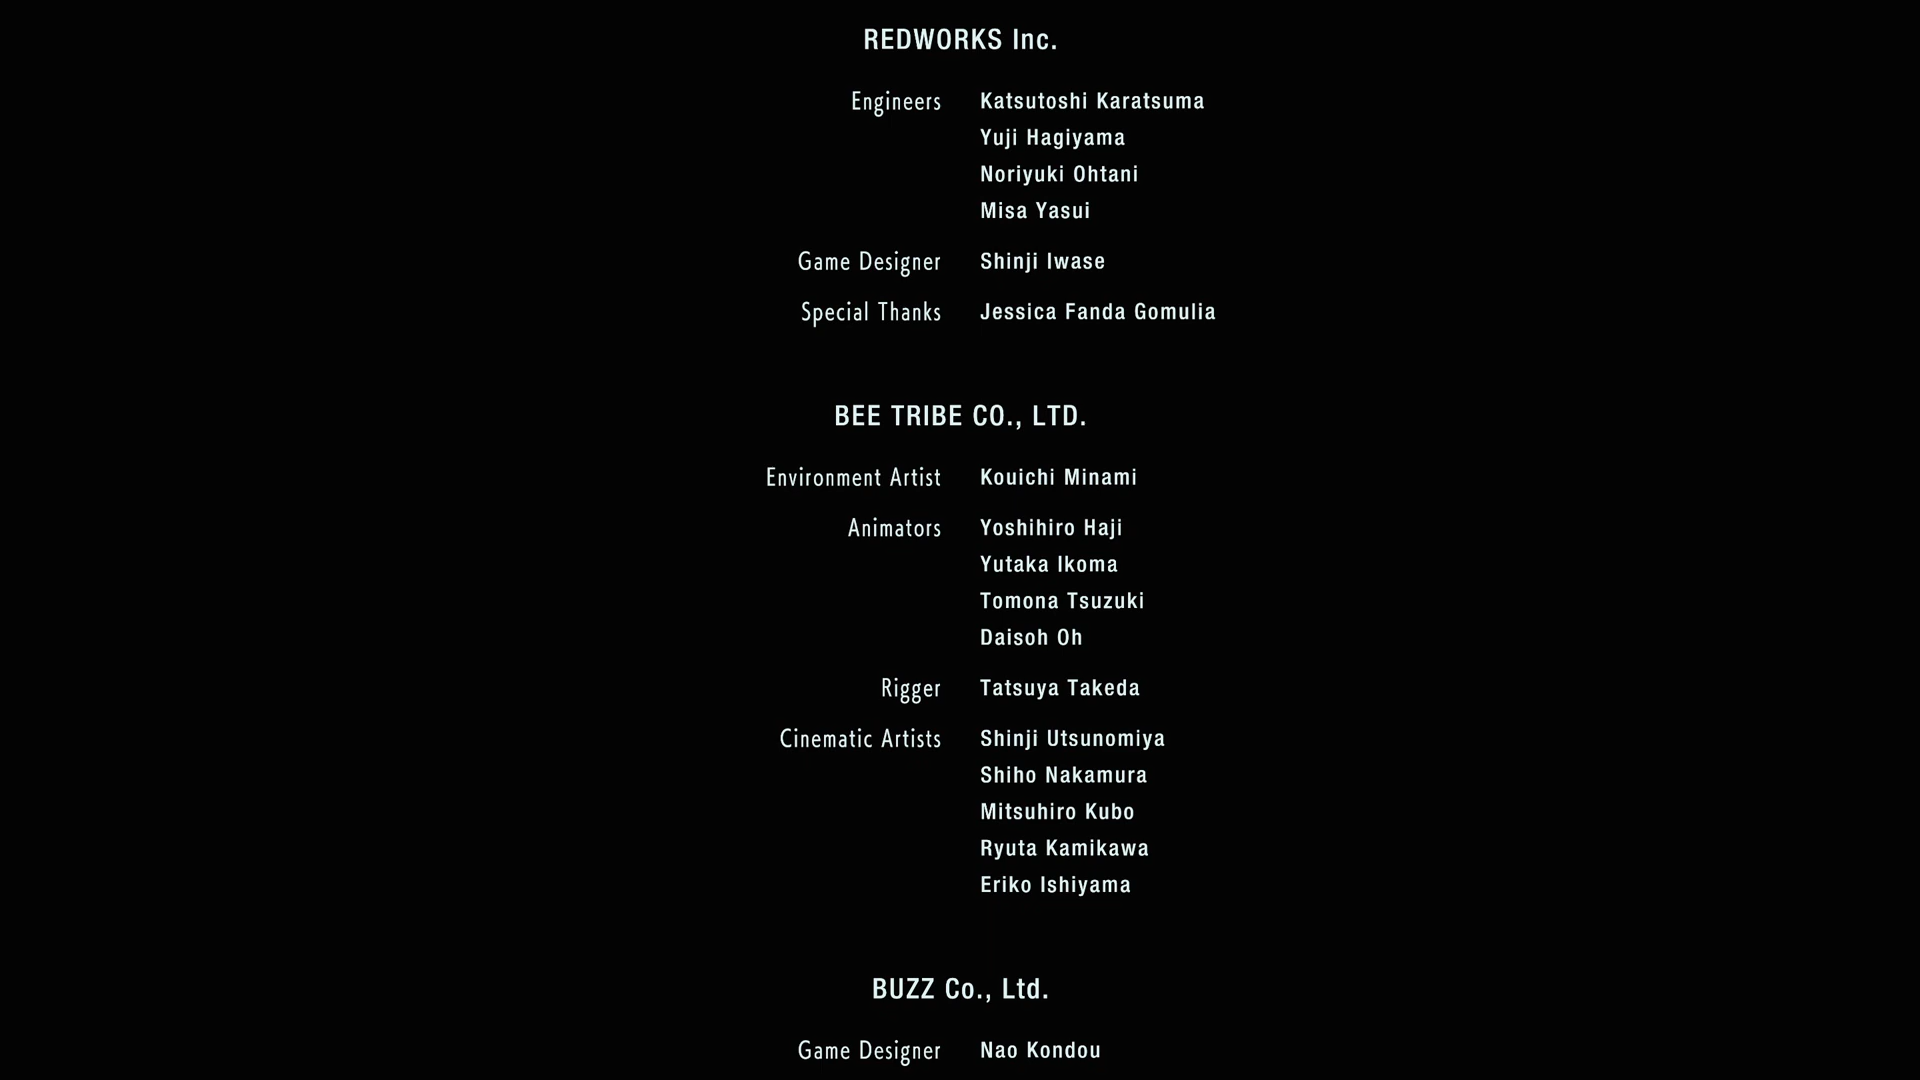 REDWORKS Inc.
Engineers Katsutoshi Karatsuma
Yuji Hagiyama
Noriyuki Ohtani
Misa Yasui
Game Designer Shinji Iwase
Special Thanks Jessica Fanda Gomulia
BEE TRIBE CO., LTD.
Environment Artist Kouichi Minami
Animators Yoshihiro Haji
Yutaka Ikoma
Tomona Tsuzuki
Daisoh Oh
Rigger Tatsuya Takeda
Cinematic Artists Shinji Utsunomiya
Shiho Nakamura
Mitsuhiro Kubo
Ryuta Kamikawa
Eriko Ishiyama
BUZZ Co., Ltd.
Game Designer Nao Kondou